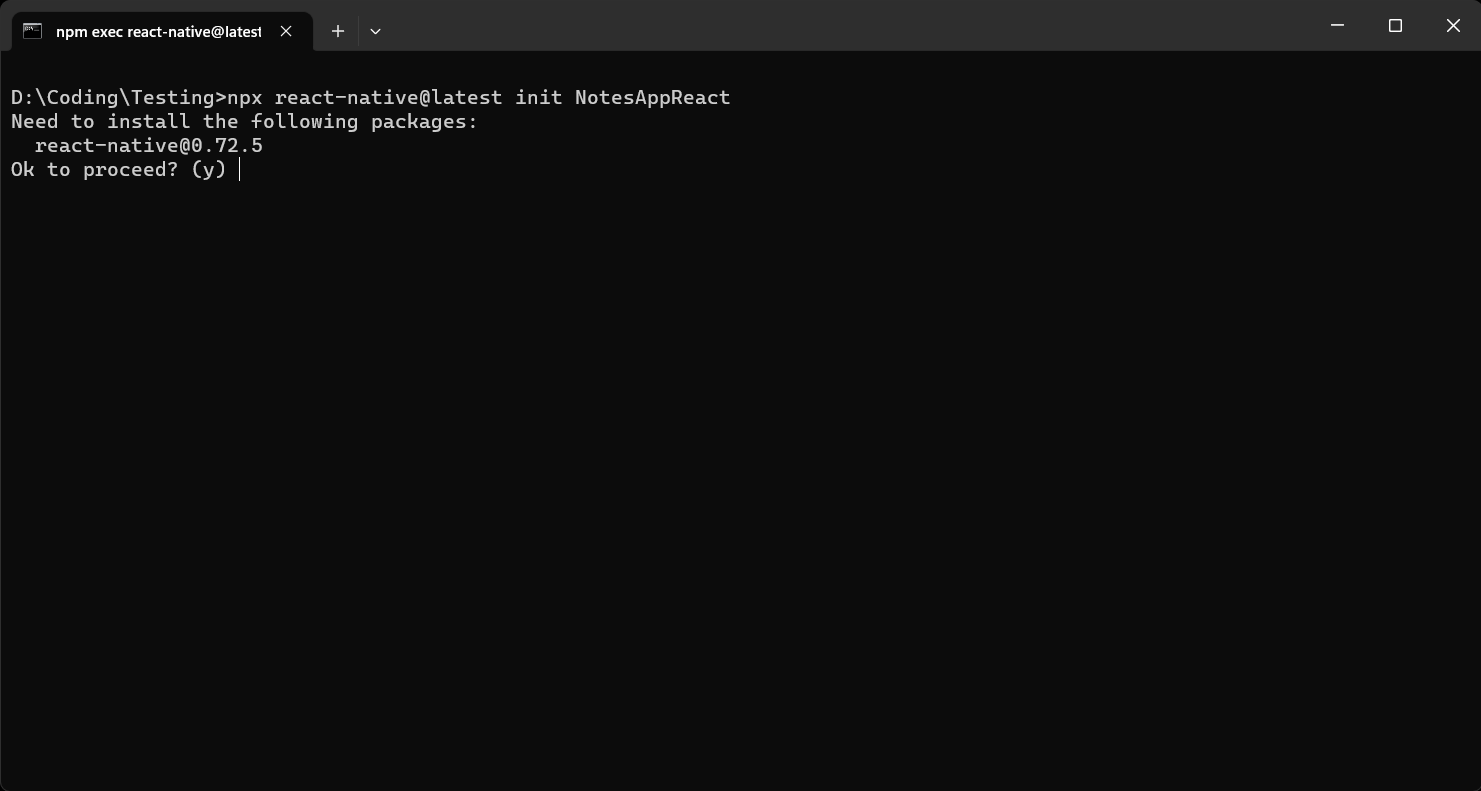 npm exec react-native@latest
D:\Coding\Testing>npx react-native@latest init NotesAppReact
Need to install the following packages:
  react-native@0.72.5
Ok to proceed? (y)